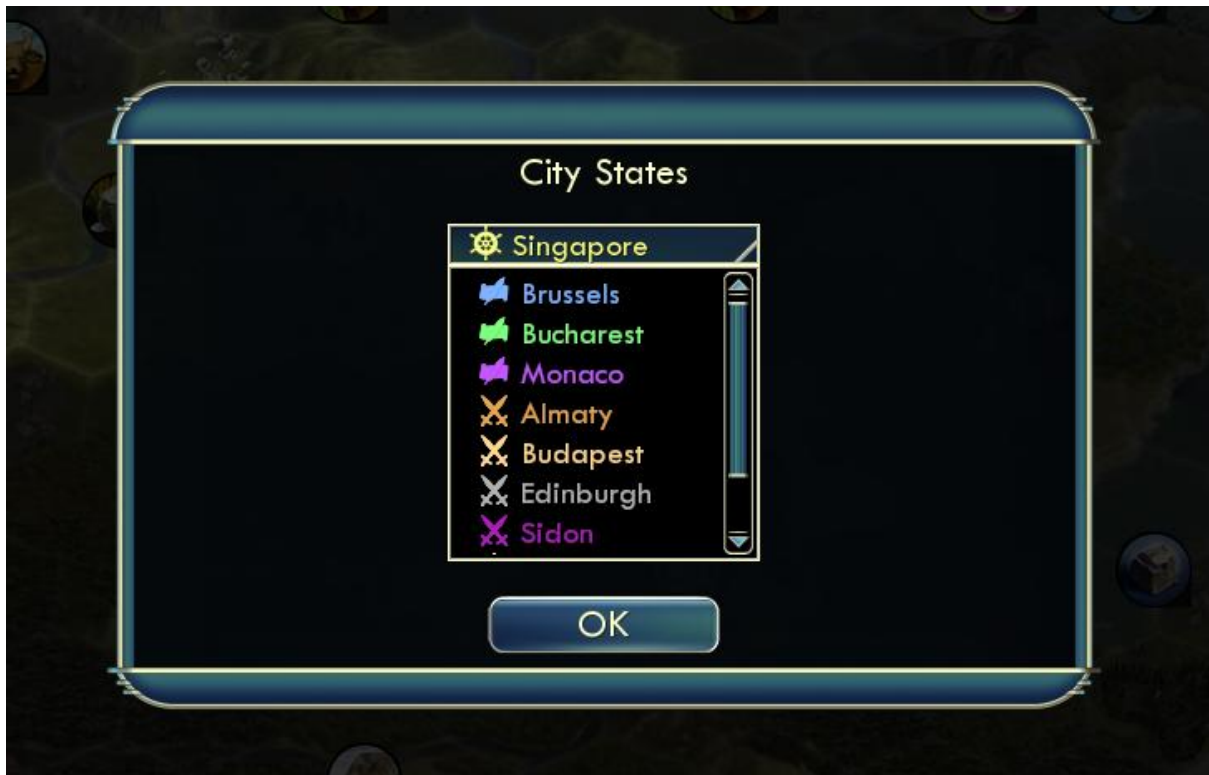 City States
Singapore
Brussels
Bucharest
Monaco
Almaty
Budapest
Edinburgh
Sidon
OK